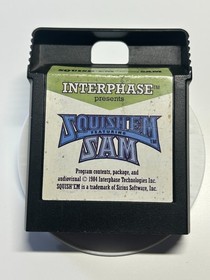 SQUISH'EM SAM
INTERPHASE™
presents
SQUISH'EM
FEATURING
SAM
Program contents, package, and
audiovisual © 1984 Interphase Technologies Inc.
SQUISH'EM is a trademark of Sirius Software, Inc.